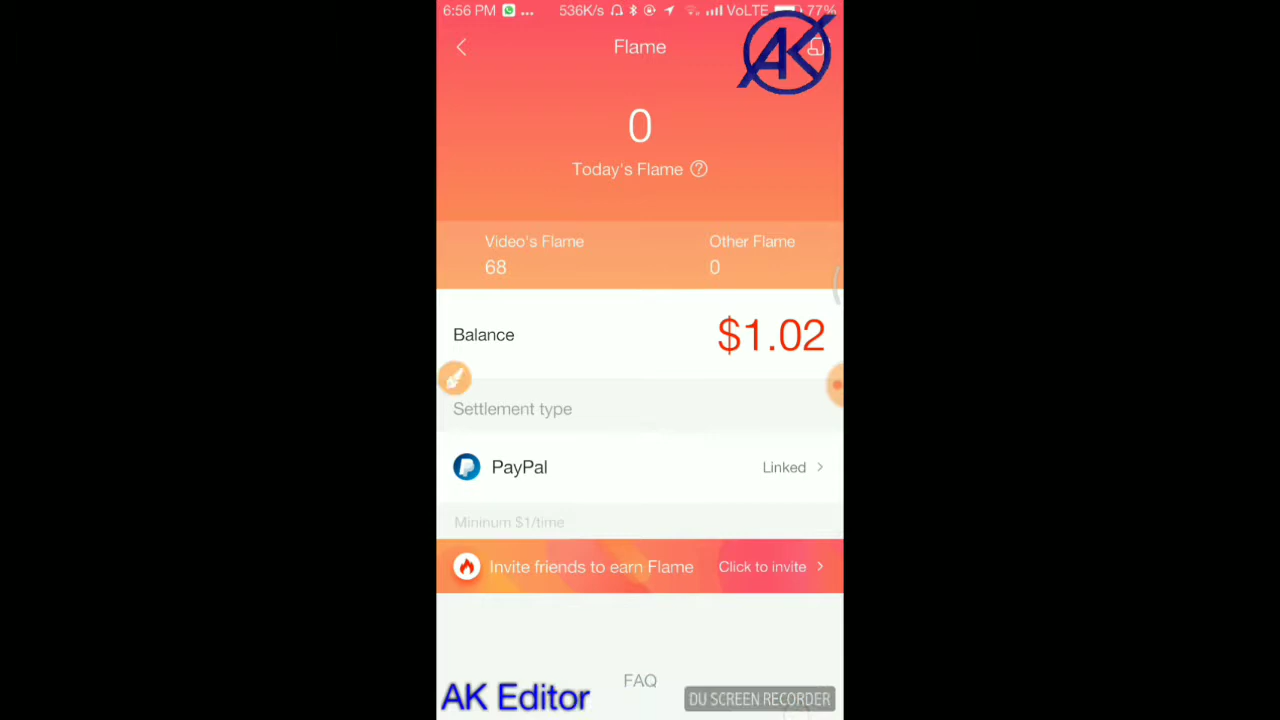 6:56 PM ... 536K/s VoLTE 77%
Flame
AK
0
Today's Flame ?
Video's Flame Other Flame
68 0
Balance $1.02
Settlement type
PayPal Linked >
Mininum $1/time
Invite friends to earn Flame Click to invite >
FAQ
AK Editor DU SCREEN RECORDER